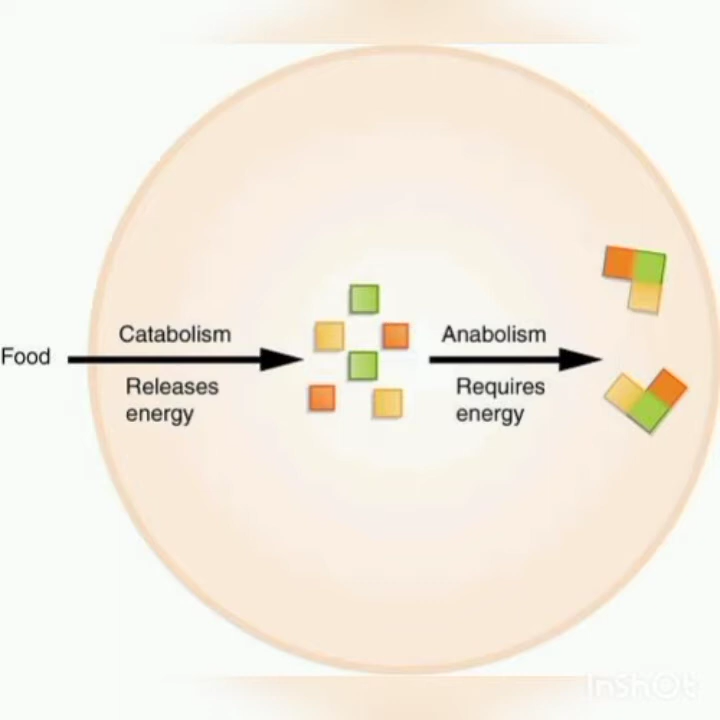 Food
Catabolism
Releases
energy
Anabolism
Requires
energy
InShOt